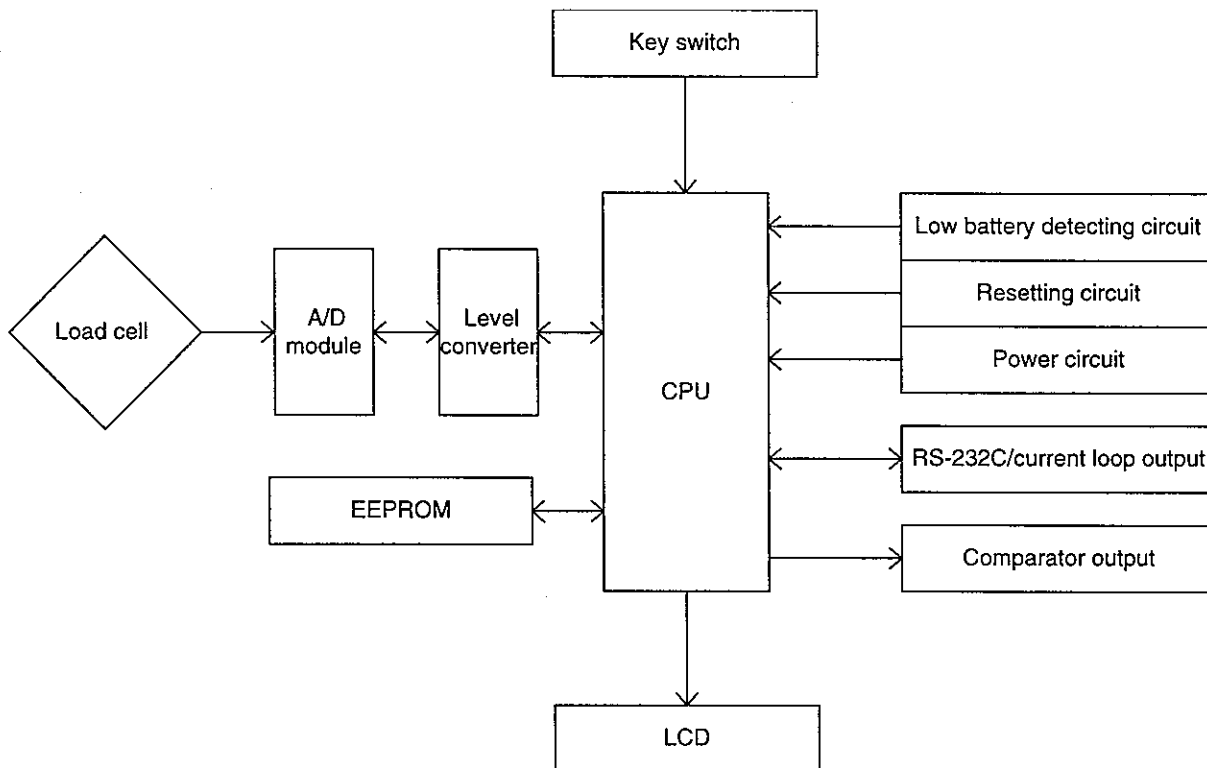 Key switch
Low battery detecting circuit
Resetting circuit
Power circuit
Load cell
A/D
module
Level
converter
CPU
RS-232C/current loop output
EEPROM
Comparator output
LCD